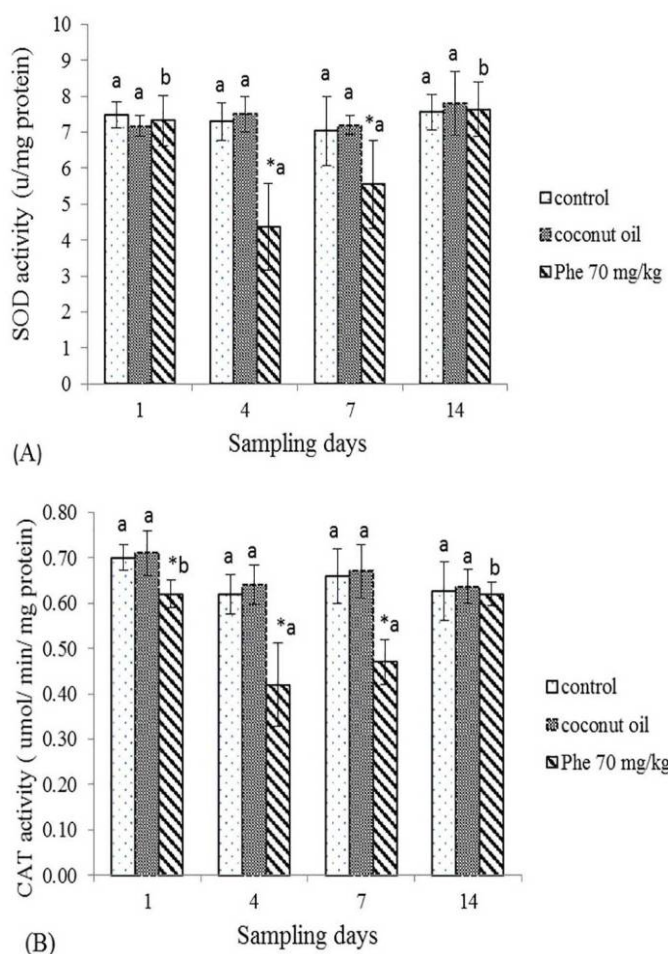 10
9
8
7
6
5
4
3
2
1
0
SOD activity (u/mg protein)
a a b
a a *a
a a *a
a a b
1 4 7 14
Sampling days
control
coconut oil
Phe 70 mg/kg
(A)
0.80
0.70
0.60
0.50
0.40
0.30
0.20
0.10
0.00
CAT activity ( umol/ min/ mg protein)
a a *b
a a *a
a a *a
a a b
1 4 7 14
Sampling days
control
coconut oil
Phe 70 mg/kg
(B)